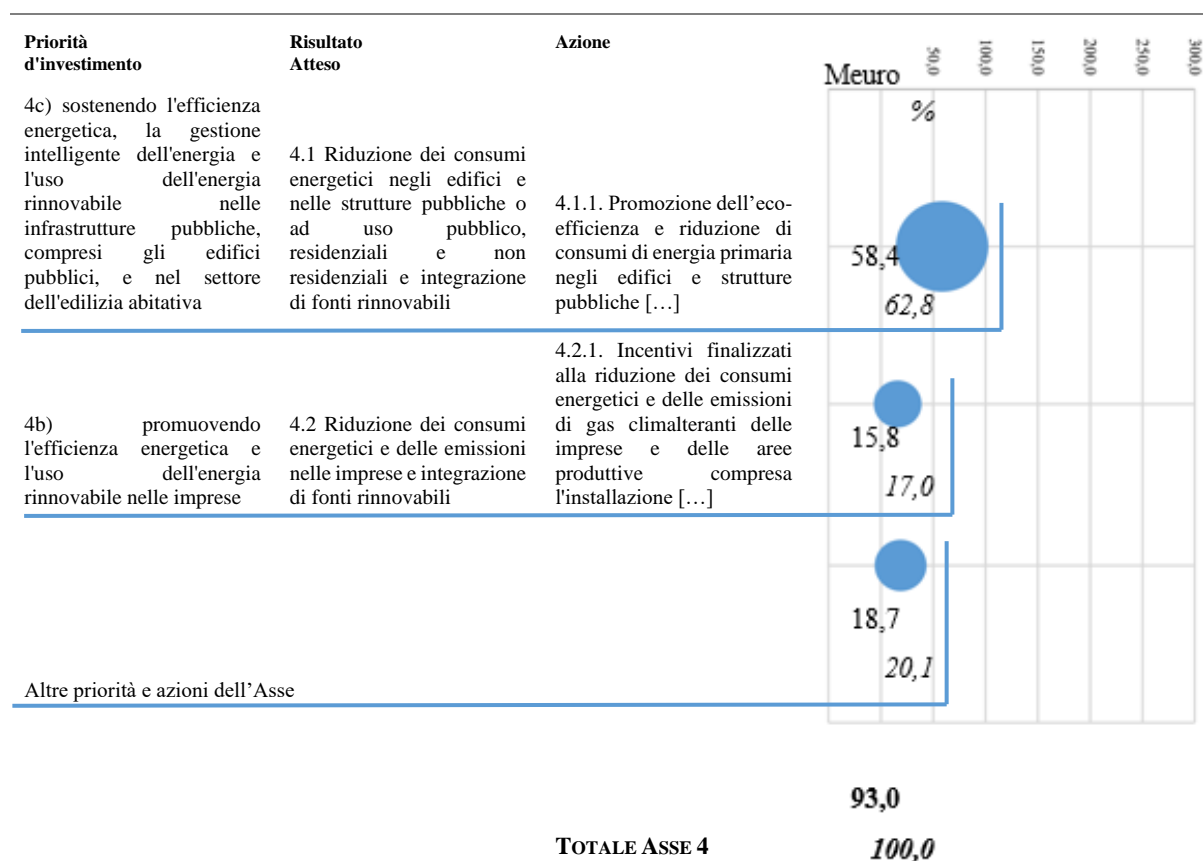 Priorità
d'investimento
Risultato
Atteso
Azione
Meuro
50,0
100,0
150,0
200,0
250,0
300,0
%
4c) sostenendo l'efficienza
energetica, la gestione
intelligente dell'energia e
l'uso dell'energia
rinnovabile nelle
infrastrutture pubbliche,
compresi gli edifici
pubblici, e nel settore
dell'edilizia abitativa
4.1 Riduzione dei consumi
energetici negli edifici e
nelle strutture pubbliche o
ad uso pubblico,
residenziali e non
residenziali e integrazione
di fonti rinnovabili
4.1.1. Promozione dell’eco-
efficienza e riduzione di
consumi di energia primaria
negli edifici e strutture
pubbliche […]
58,4
62,8
4b) promuovendo
l'efficienza energetica e
l'uso dell'energia
rinnovabile nelle imprese
4.2 Riduzione dei consumi
energetici e delle emissioni
nelle imprese e integrazione
di fonti rinnovabili
4.2.1. Incentivi finalizzati
alla riduzione dei consumi
energetici e delle emissioni
di gas climalteranti delle
imprese e delle aree
produttive compresa
l'installazione […]
15,8
17,0
Altre priorità e azioni dell’Asse
18,7
20,1
TOTALE ASSE 4
93,0
100,0